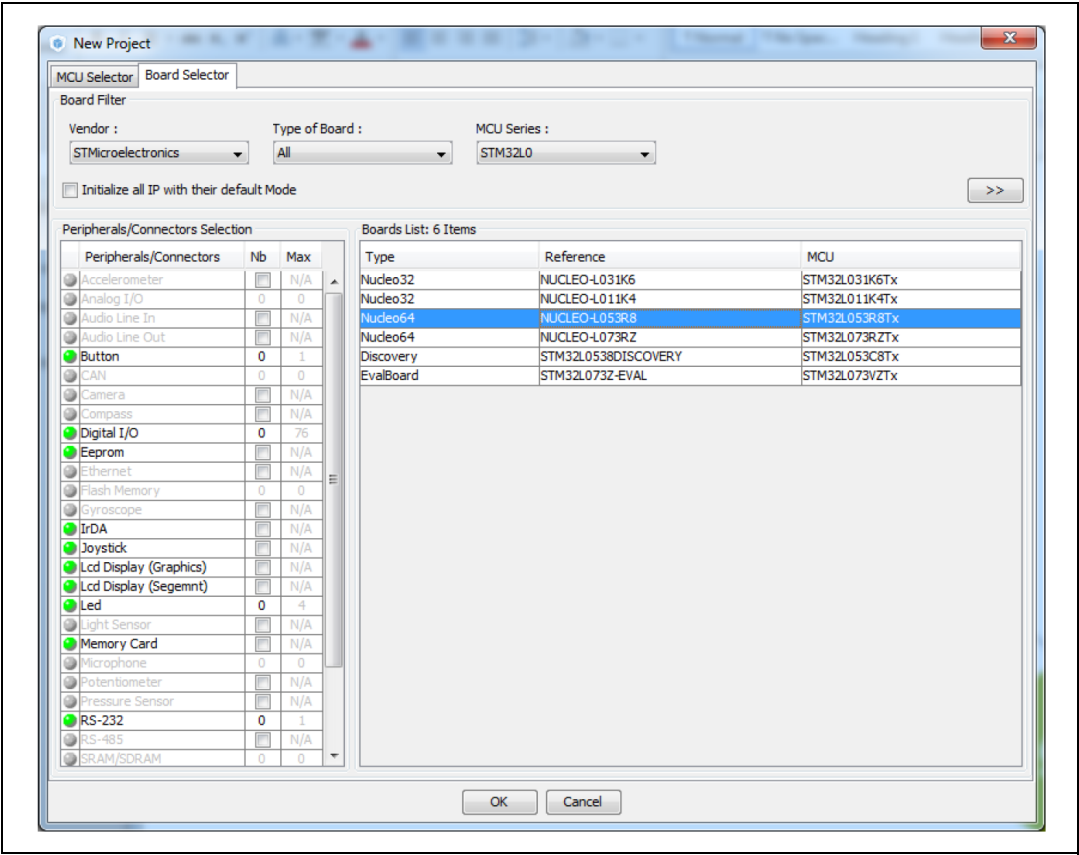 New Project
MCU Selector Board Selector
Board Filter
Vendor : Type of Board : MCU Series :
STMicroelectronics All STM32L0
Initialize all IP with their default Mode >>
Peripherals/Connectors Selection Boards List: 6 Items
Peripherals/Connectors Nb Max Type Reference MCU
Accelerometer N/A Nucleo32 NUCLEO-L031K6 STM32L031K6Tx
Analog I/O 0 0 Nucleo32 NUCLEO-L011K4 STM32L011K4Tx
Audio Line In N/A Nucleo64 NUCLEO-L053R8 STM32L053R8Tx
Audio Line Out N/A Nucleo64 NUCLEO-L073RZ STM32L073RZTx
Button 0 1 Discovery STM32L0538DISCOVERY STM32L053C8Tx
CAN 0 0 EvalBoard STM32L073Z-EVAL STM32L073VZTx
Camera N/A
Compass N/A
Digital I/O 0 76
Eeprom N/A
Ethernet N/A
Flash Memory 0 0
Gyroscope N/A
IrDA N/A
Joystick N/A
Lcd Display (Graphics) N/A
Lcd Display (Segemnt) N/A
Led 0 4
Light Sensor N/A
Memory Card N/A
Microphone 0 0
Potentiometer N/A
Pressure Sensor N/A
RS-232 0 1
RS-485 N/A
SRAM/SDRAM 0 0
OK Cancel